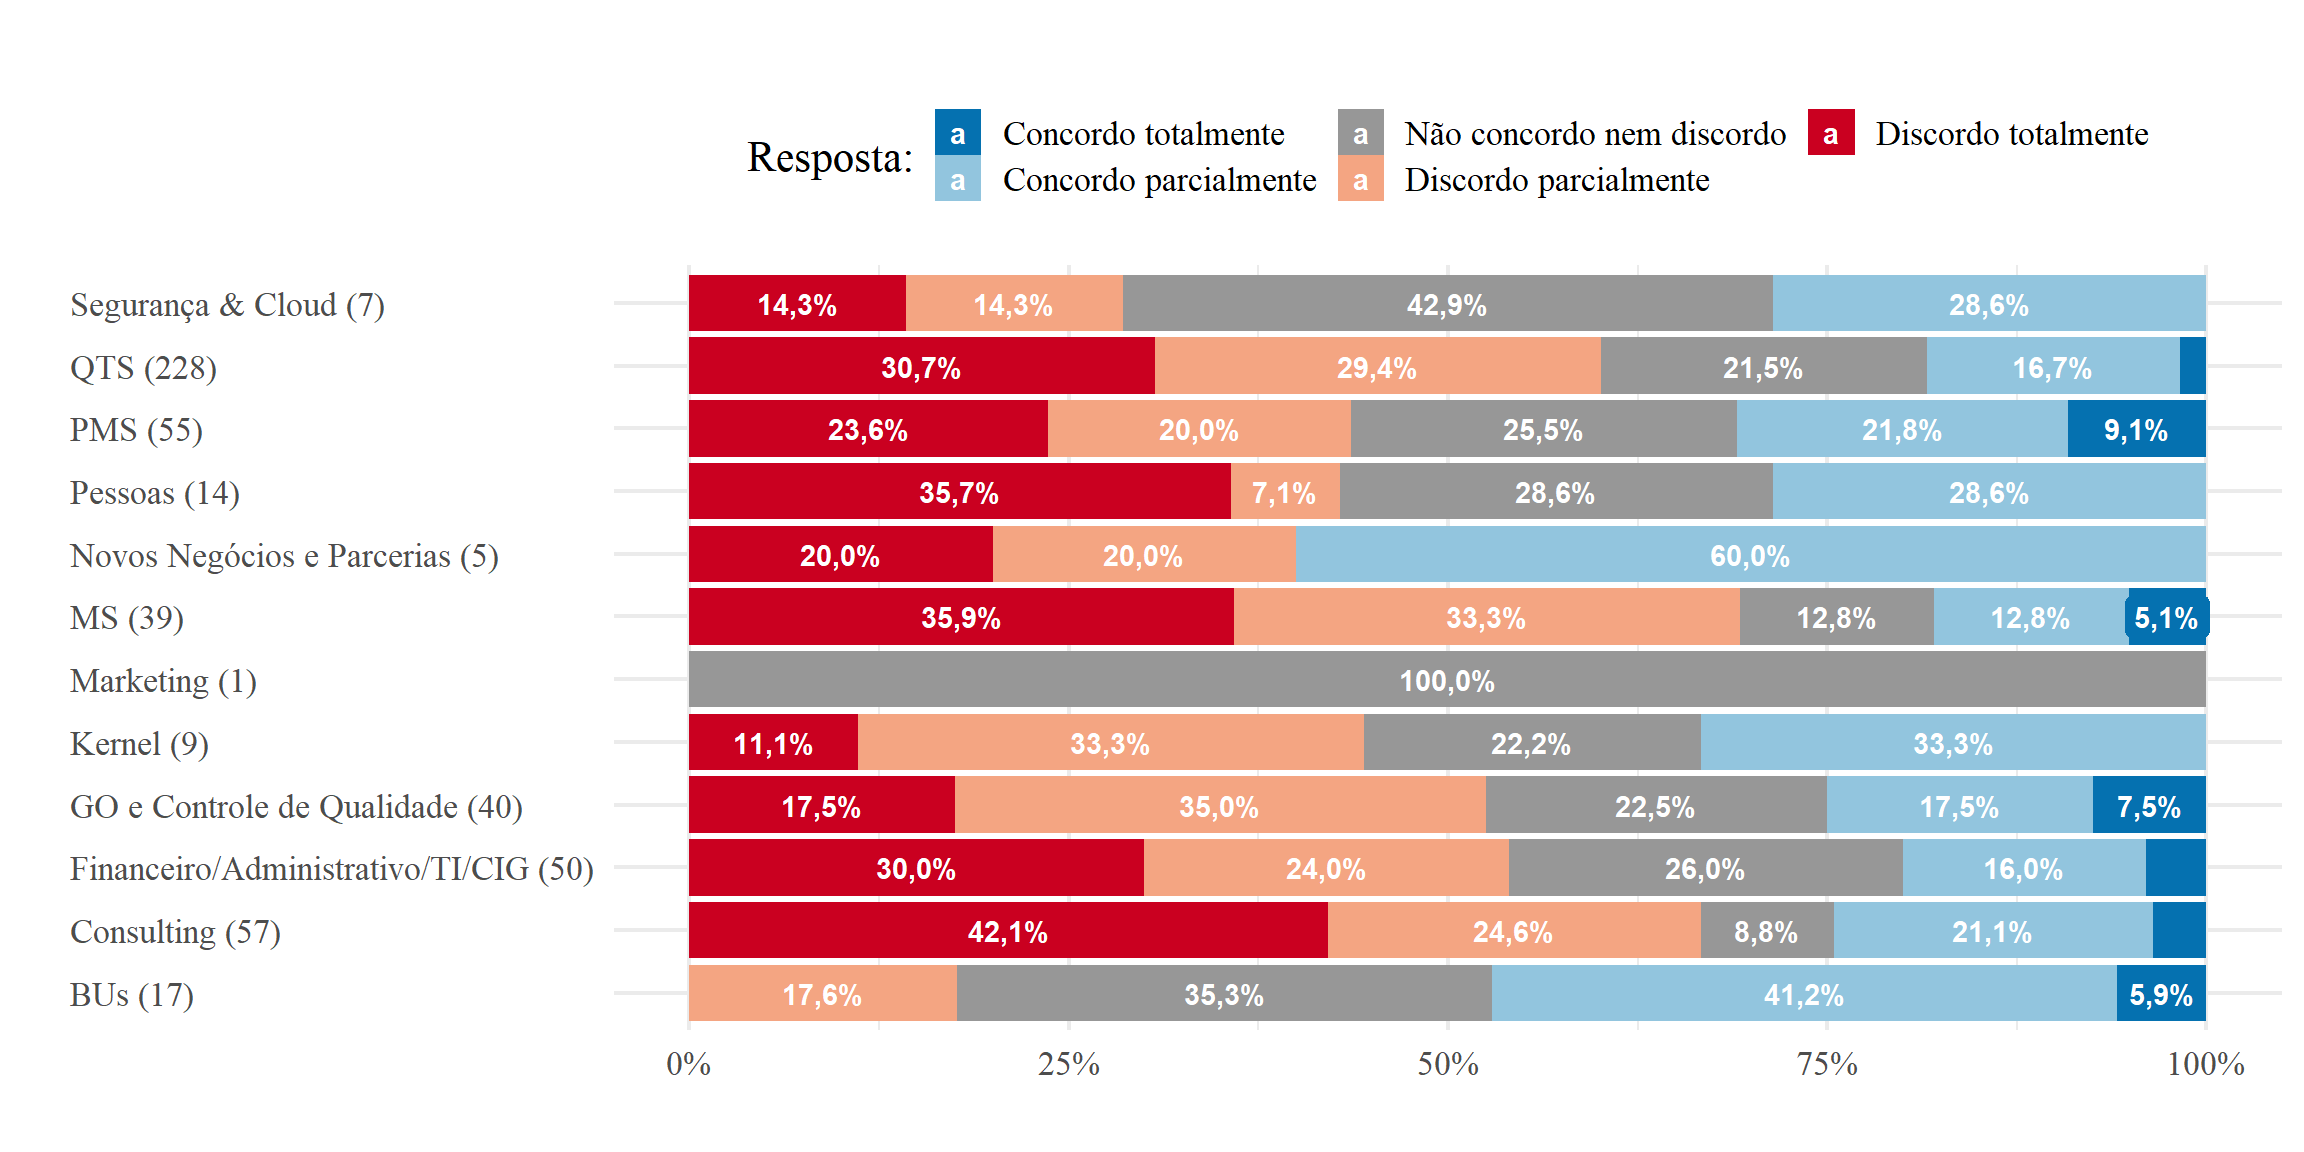 Resposta:
a Concordo totalmente a Não concordo nem discordo a Discordo totalmente
a Concordo parcialmente a Discordo parcialmente
Segurança & Cloud (7) 14,3% 14,3% 42,9% 28,6%
QTS (228) 30,7% 29,4% 21,5% 16,7%
PMS (55) 23,6% 20,0% 25,5% 21,8% 9,1%
Pessoas (14) 35,7% 7,1% 28,6% 28,6%
Novos Negócios e Parcerias (5) 20,0% 20,0% 60,0%
MS (39) 35,9% 33,3% 12,8% 12,8% 5,1%
Marketing (1) 100,0%
Kernel (9) 11,1% 33,3% 22,2% 33,3%
GO e Controle de Qualidade (40) 17,5% 35,0% 22,5% 17,5% 7,5%
Financeiro/Administrativo/TI/CIG (50) 30,0% 24,0% 26,0% 16,0%
Consulting (57) 42,1% 24,6% 8,8% 21,1%
BUs (17) 17,6% 35,3% 41,2% 5,9%
0% 25% 50% 75% 100%